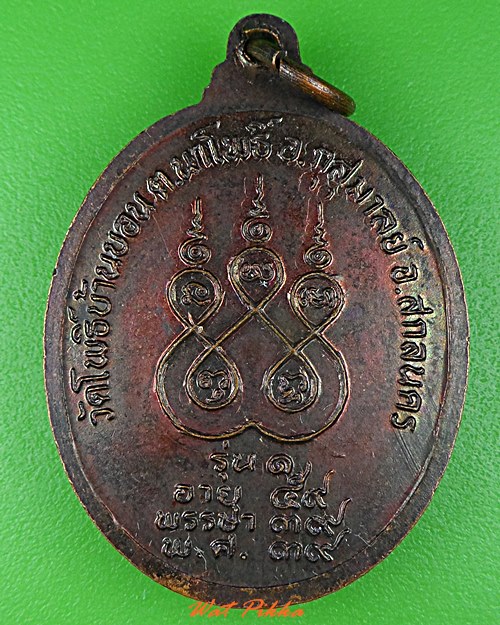 วัดโพธิ์บ้านขอน ต.นาโพธิ์ อ.กุสุมาลย์ จ.สกลนคร
รุ่น ๑
อายุ ๕๙
พรรษา ๓๙
พ.ศ. ๓๙
Wat Pikha